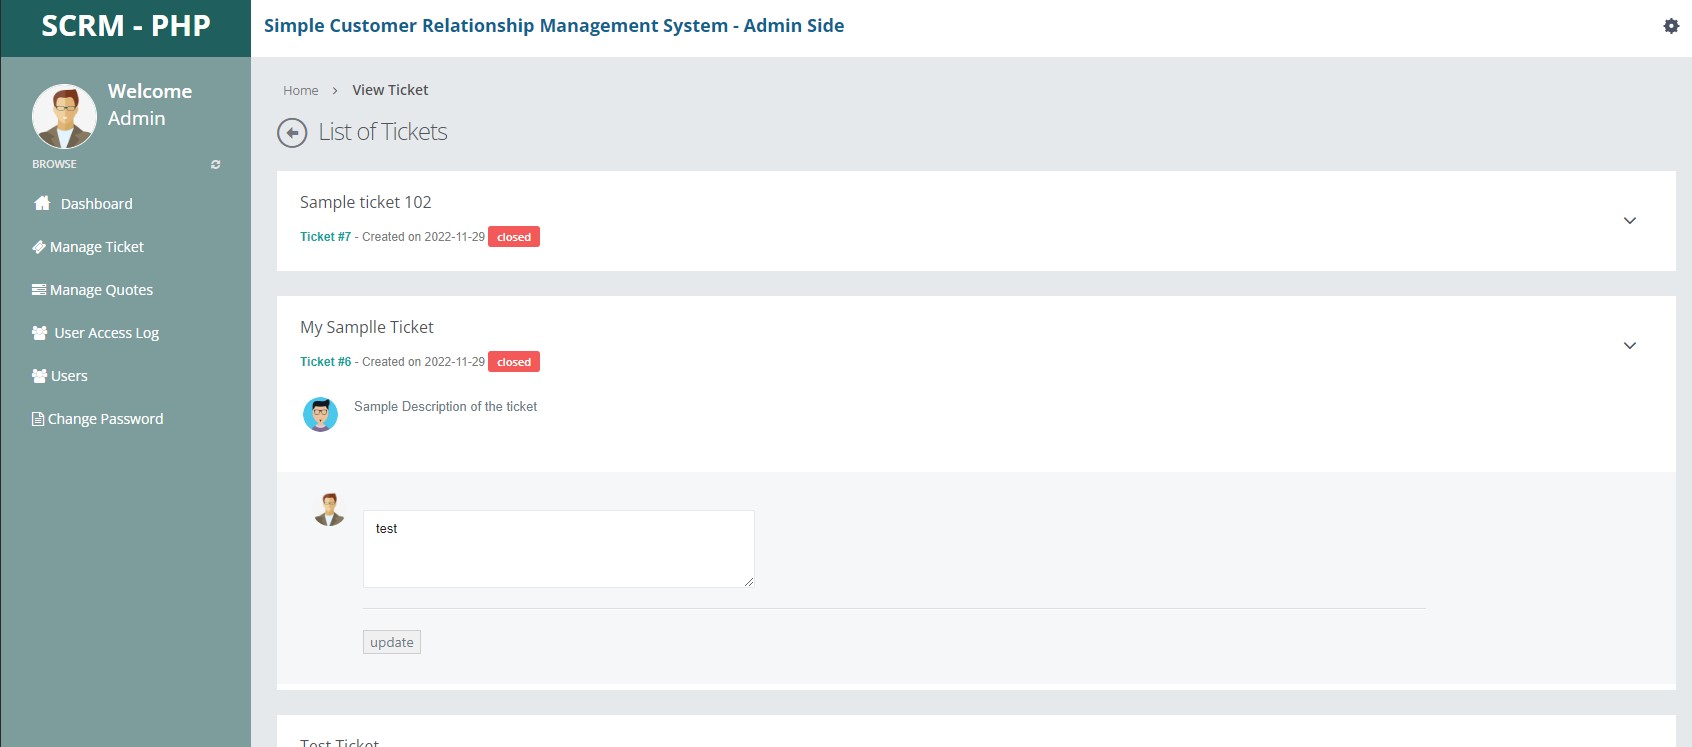 SCRM - PHP
Simple Customer Relationship Management System - Admin Side
Welcome
Admin
BROWSE
Dashboard
Manage Ticket
Manage Quotes
User Access Log
Users
Change Password
Home > View Ticket
List of Tickets
Sample ticket 102
Ticket #7 - Created on 2022-11-29 closed
My Samplle Ticket
Ticket #6 - Created on 2022-11-29 closed
Sample Description of the ticket
test
update
Test Ticket